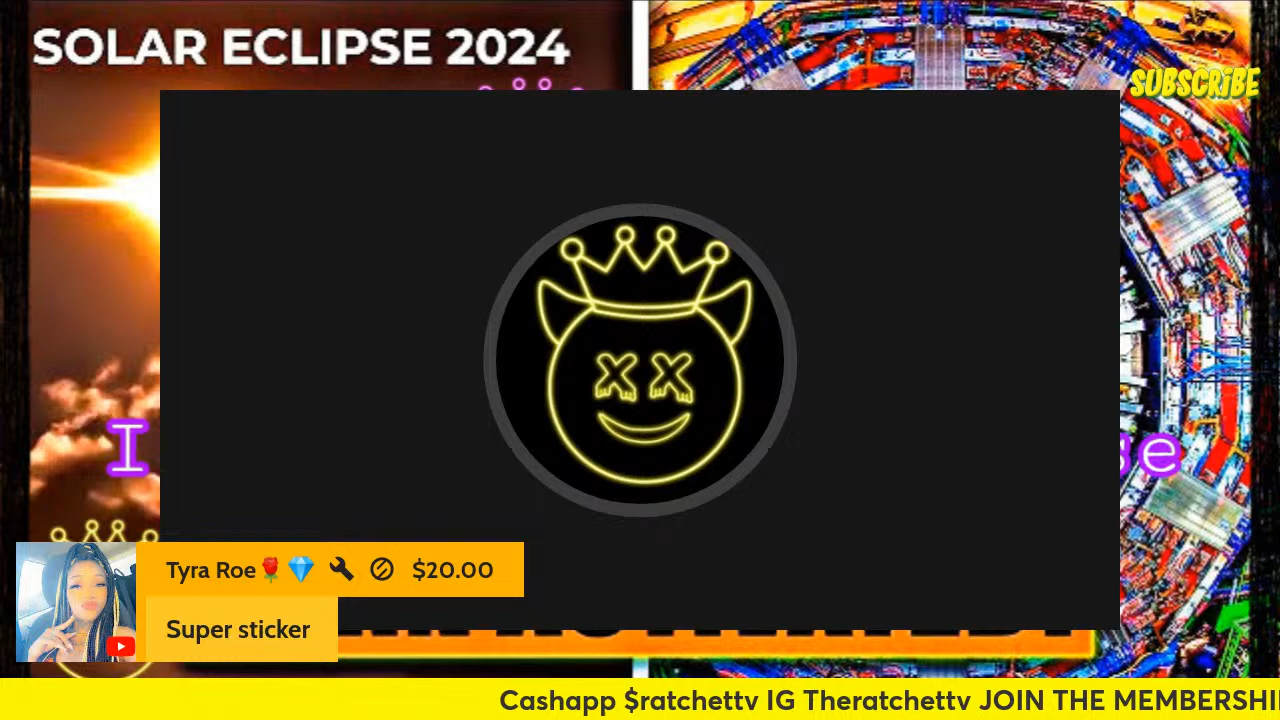 SOLAR ECLIPSE 2024
SUBSCRiBE
I
Tyra Roe🌹💎 $20.00
Super sticker
Cashapp $ratchettv IG Theratchettv JOIN THE MEMBERSHI